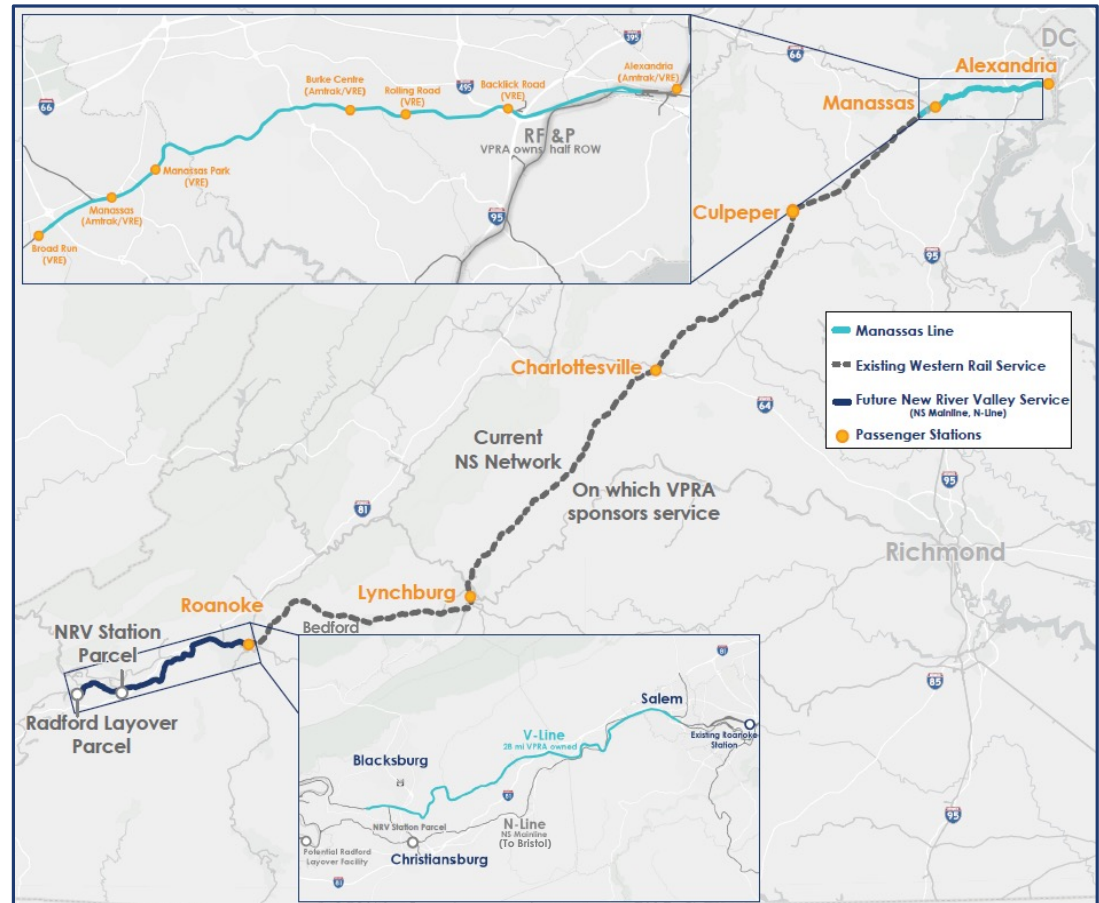 395
66
495
Burke Centre
(Amtrak/VRE)
Rolling Road
(VRE)
Backlick Road
(VRE)
Alexandria
(Amtrak/VRE)
RF &P
VPRA owns half ROW
Manassas Park
(VRE)
Manassas
(Amtrak/VRE)
Broad Run
(VRE)
95
66
DC
Alexandria
Manassas
Culpeper
95
Manassas Line
Existing Western Rail Service
Future New River Valley Service
(NS Mainline, N-Line)
Passenger Stations
Charlottesville
64
Current
NS Network
On which VPRA
sponsors service
81
95
95
Richmond
Lynchburg
Roanoke
Bedford
NRV Station
Parcel
Radford Layover
Parcel
85
95
81
Salem
V-Line
28 mi VPRA owned
Existing Roanoke
Station
Blacksburg
81
NRV Station Parcel
N-Line
NS Mainline
(To Bristol)
Potential Radford
Layover Facility
Christiansburg
81